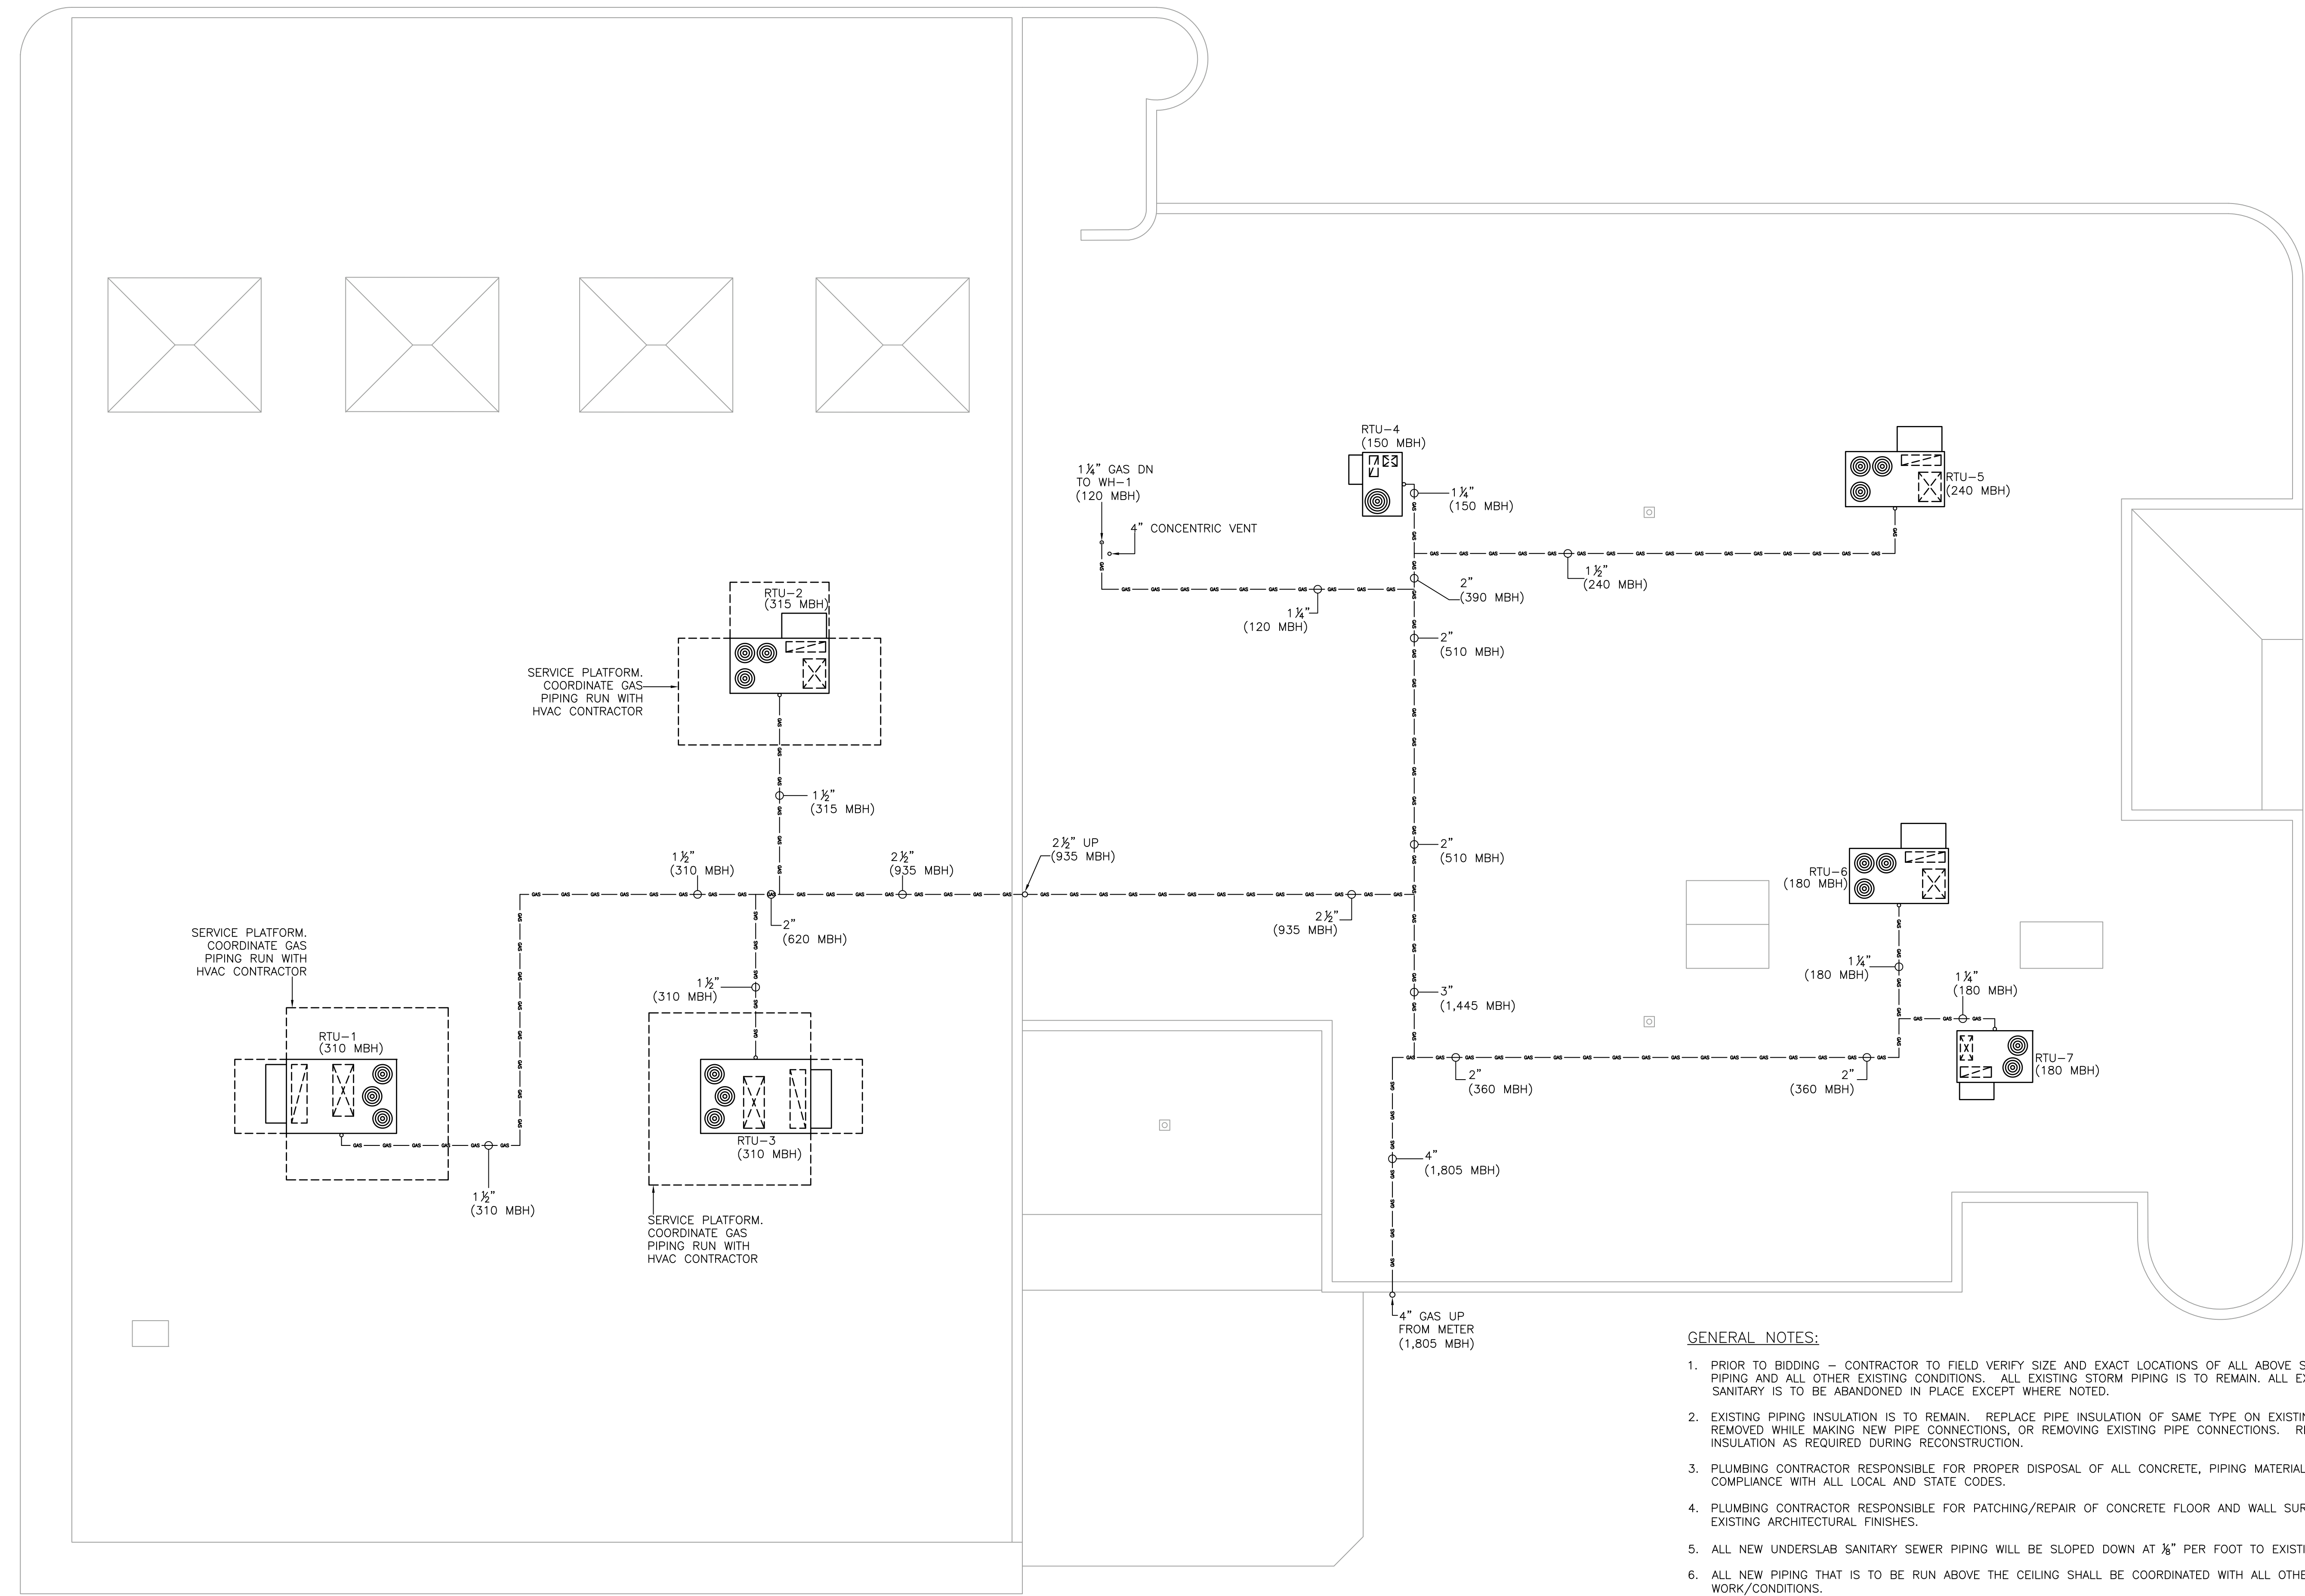 RTU-4
(150 MBH)
1¼" GAS DN
TO WH-1
(120 MBH)
4" CONCENTRIC VENT
1¼"
(150 MBH)
RTU-5
(240 MBH)
1½"
(240 MBH)
2"
(390 MBH)
1¼"
(120 MBH)
2"
(510 MBH)
RTU-2
(315 MBH)
SERVICE PLATFORM.
COORDINATE GAS
PIPING RUN WITH
HVAC CONTRACTOR
1½"
(315 MBH)
1½"
(310 MBH)
2½"
(935 MBH)
2½" UP
(935 MBH)
2"
(510 MBH)
RTU-6
(180 MBH)
2"
(620 MBH)
2½"
(935 MBH)
SERVICE PLATFORM.
COORDINATE GAS
PIPING RUN WITH
HVAC CONTRACTOR
1½"
(310 MBH)
3"
(1,445 MBH)
1¼"
(180 MBH)
1¼"
(180 MBH)
RTU-1
(310 MBH)
RTU-7
(180 MBH)
2"
(360 MBH)
2"
(360 MBH)
RTU-3
(310 MBH)
4"
(1,805 MBH)
1½"
(310 MBH)
SERVICE PLATFORM.
COORDINATE GAS
PIPING RUN WITH
HVAC CONTRACTOR
4" GAS UP
FROM METER
(1,805 MBH)
GENERAL NOTES:
1. PRIOR TO BIDDING – CONTRACTOR TO FIELD VERIFY SIZE AND EXACT LOCATIONS OF ALL ABOVE
PIPING AND ALL OTHER EXISTING CONDITIONS. ALL EXISTING STORM PIPING IS TO REMAIN. ALL
SANITARY IS TO BE ABANDONED IN PLACE EXCEPT WHERE NOTED.
2. EXISTING PIPING INSULATION IS TO REMAIN. REPLACE PIPE INSULATION OF SAME TYPE ON
REMOVED WHILE MAKING NEW PIPE CONNECTIONS, OR REMOVING EXISTING PIPE CONNECTIONS.
INSULATION AS REQUIRED DURING RECONSTRUCTION.
3. PLUMBING CONTRACTOR RESPONSIBLE FOR PROPER DISPOSAL OF ALL CONCRETE, PIPING MATERIAL
COMPLIANCE WITH ALL LOCAL AND STATE CODES.
4. PLUMBING CONTRACTOR RESPONSIBLE FOR PATCHING/REPAIR OF CONCRETE FLOOR AND WALL
EXISTING ARCHITECTURAL FINISHES.
5. ALL NEW UNDERSLAB SANITARY SEWER PIPING WILL BE SLOPED DOWN AT ⅛" PER FOOT TO
6. ALL NEW PIPING THAT IS TO BE RUN ABOVE THE CEILING SHALL BE COORDINATED WITH ALL
WORK/CONDITIONS.